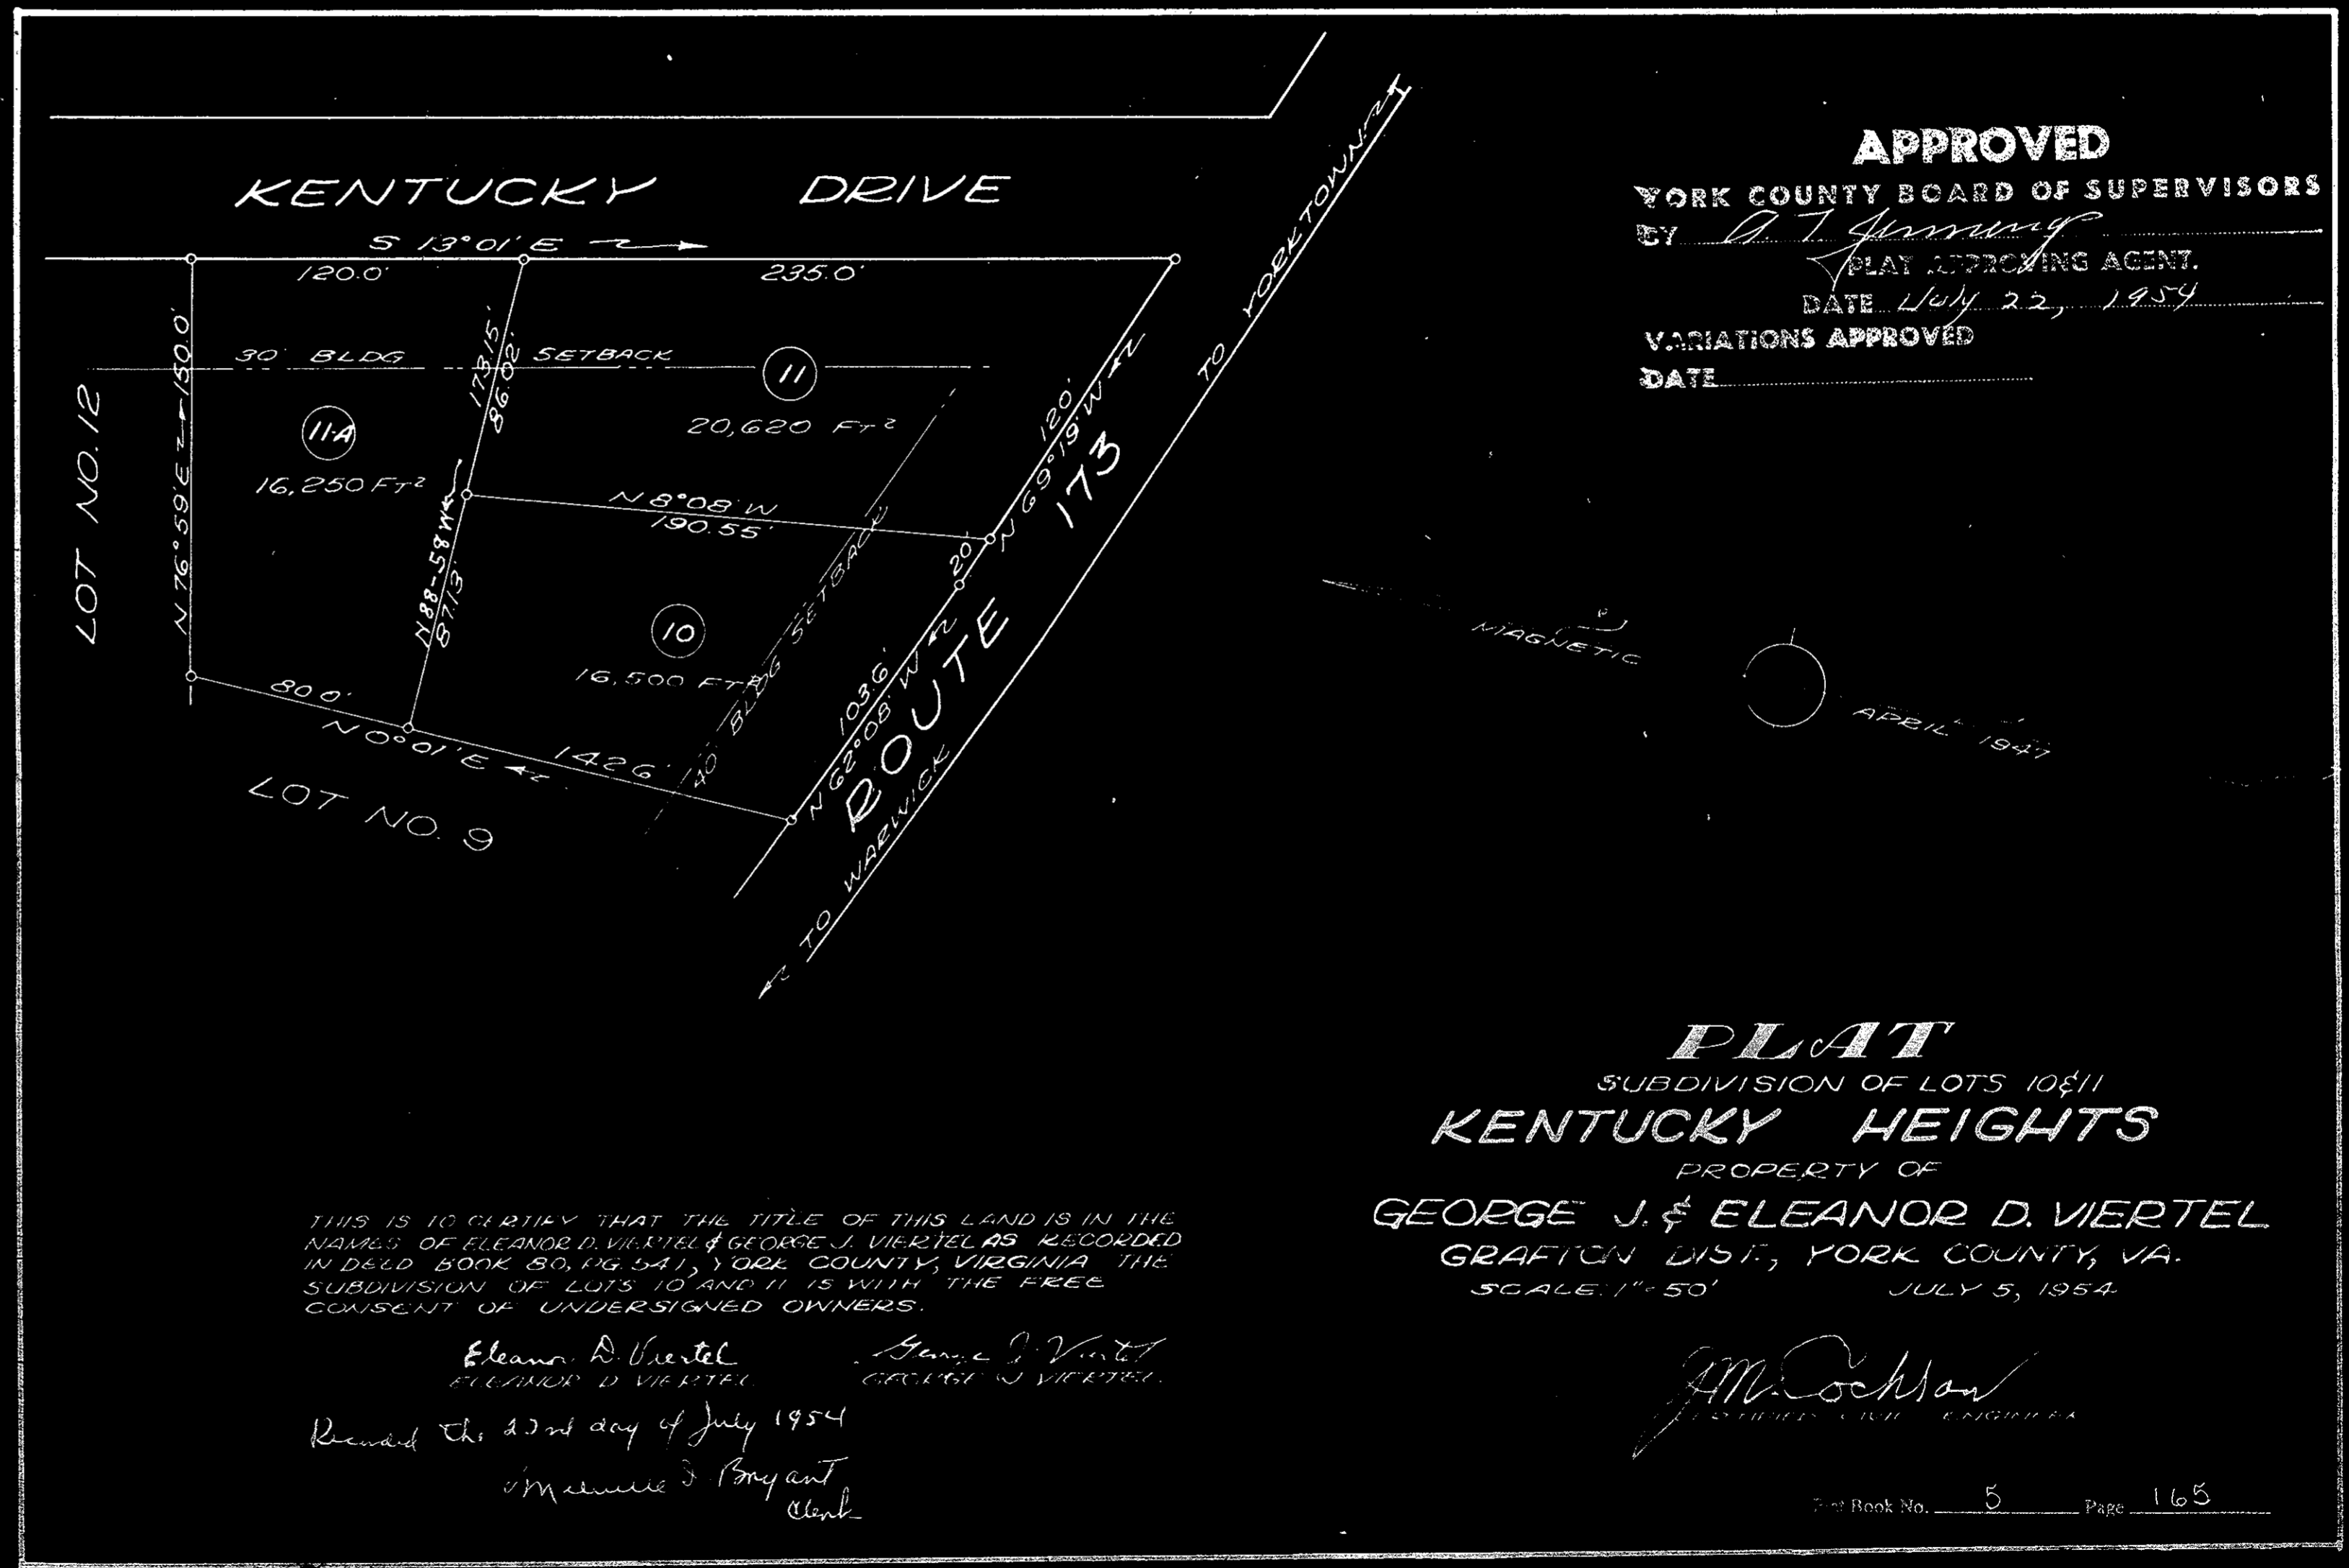 KENTUCKY DRIVE
S 13°01' E
120.0'
235.0'
30' BLDG SETBACK
LOT NO. 12
N 76°59' E 150.0'
173.15'
86.02'
11-A
16,250 FT²
11
20,620 FT²
120'
N 69°19' W
TO YORKTOWN
N 8°08' W
190.55'
N88-58 W
87.13'
20
ROUTE 173
10
16,500 FT²
40' BLDG SETBACK
103.6'
N 62°08' W
80.0'
N 0°01' E
142.6'
LOT NO. 9
TO WARWICK
APPROVED
YORK COUNTY BOARD OF SUPERVISORS
BY
PLAT APPROVING AGENT.
DATE July 22, 1954
VARIATIONS APPROVED
DATE
MAGNETIC
APRIL 1947
PLAT
SUBDIVISION OF LOTS 10 & 11
KENTUCKY HEIGHTS
PROPERTY OF
GEORGE J. & ELEANOR D. VIERTEL
GRAFTON DIST., YORK COUNTY, VA.
SCALE: 1" = 50' JULY 5, 1954
CERTIFIED CIVIL ENGINEER
THIS IS TO CERTIFY THAT THE TITLE OF THIS LAND IS IN THE
NAMES OF ELEANOR D. VIERTEL & GEORGE J. VIERTEL AS RECORDED
IN DEED BOOK 80, PG. 541, YORK COUNTY, VIRGINIA THE
SUBDIVISION OF LOTS 10 AND 11 IS WITH THE FREE
CONSENT OF UNDERSIGNED OWNERS.
Eleanor D. Viertel George J. Viertel
ELEANOR D VIERTEL GEORGE J VIERTEL
Recorded the 22nd day of July 1954
Bryant
Clerk
Plat Book No. 5 Page 165